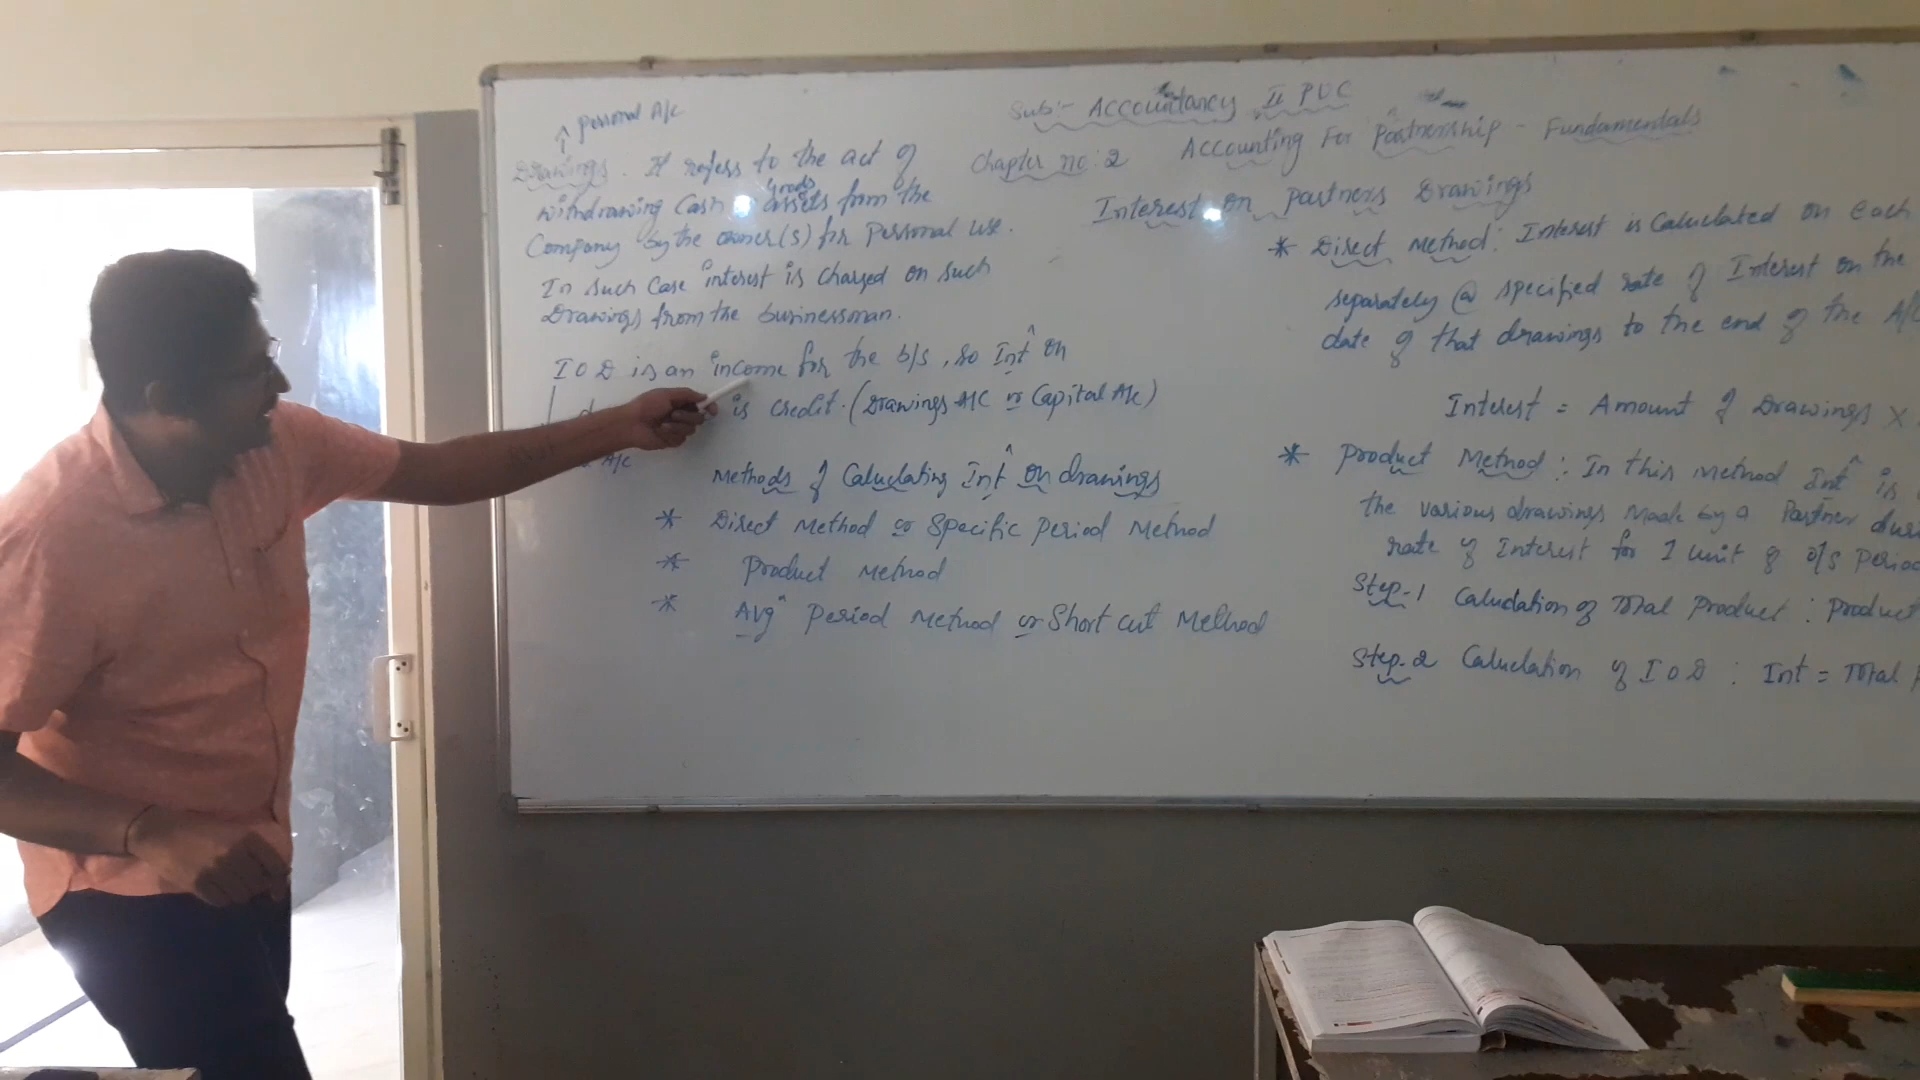 Sub:- Accountancy II PUC
Chapter no: 2 Accounting For Partnership - Fundamentals
Interest on Partners Drawings
Personal A/c
Drawings. It refers to the act of
withdrawing Cash assets from the
Goods
Company by the owner(s) for Personal use.
In such Case interest is charged on such
Drawings from the businessman.
I O D is an income for the b/s, so Int on
is credit. (Drawings A/C or Capital A/c)
A/c
Methods of Caluclating Int on drawings
* Direct Method or Specific Period Method
* Product Method
* Avg Period Method or Short cut Method
* Direct Method: Interest is Caluclated on each
separately @ specified rate of Interest on the
date of that drawings to the end of the A/c
Interest = Amount of Drawings X
* Product Method: In this Method Int is
the various drawings Made by a Partner
rate of Interest for 1 unit of o/s Period
Step-1 Caluclation of Total Product: Product
Step-2 Caluclation of I O D: Int = Total